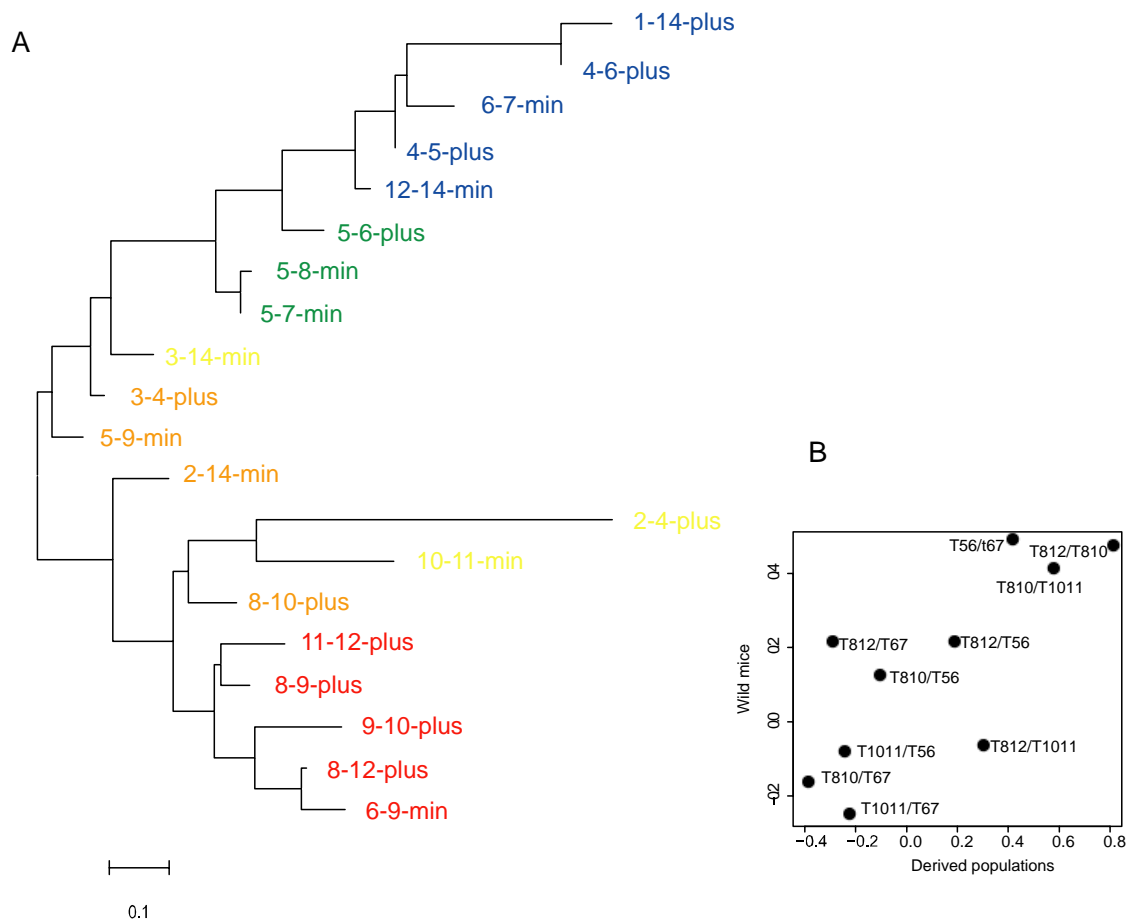 A
1-14-plus
4-6-plus
6-7-min
4-5-plus
12-14-min
5-6-plus
5-8-min
5-7-min
3-14-min
3-4-plus
5-9-min
2-14-min
2-4-plus
10-11-min
8-10-plus
11-12-plus
8-9-plus
9-10-plus
8-12-plus
6-9-min
0.1
B
T56/t67
T812/T810
T810/T1011
T812/T67
T812/T56
T810/T56
T812/T1011
T1011/T56
T810/T67
T1011/T67
04
02
00
−02
Wild mice
−0.4 −0.2 0.0 0.2 0.4 0.6 0.8
Derived populations